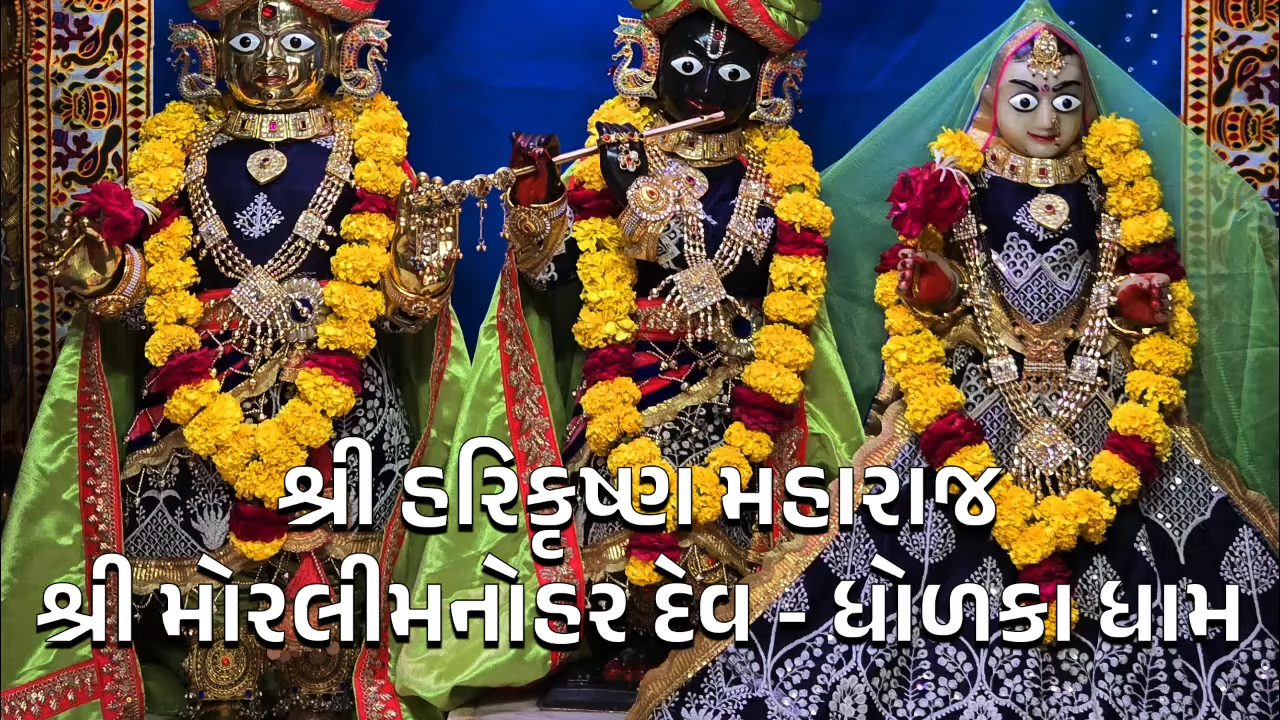 શ્રી હરિકૃષ્ણ મહારાજ
શ્રી મોરલીમનોહર દેવ - ધોળકા ધામ